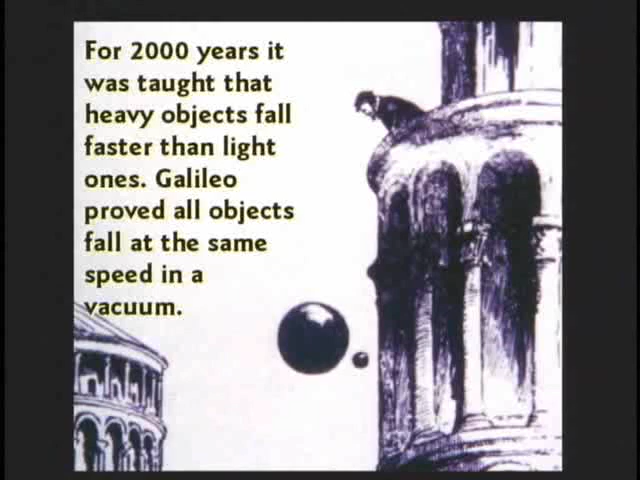 For 2000 years it
was taught that
heavy objects fall
faster than light
ones. Galileo
proved all objects
fall at the same
speed in a
vacuum.